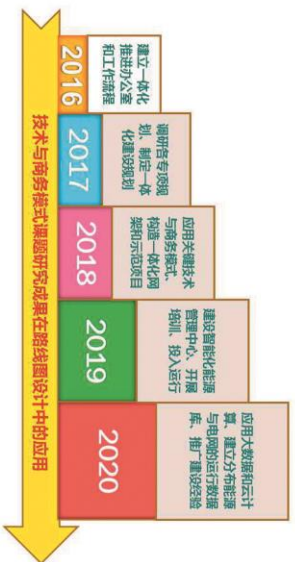 建立一体化
推进办公室
和工作流程
2016
调研各专项规
划、制定一体
化建设规划
2017
应用关键技术
与商务模式、
构造一体化网
架和示范项目
2018
建设智能化能源
管理中心、开展
培训、投入运行
2019
应用大数据和云计
算、建立分布能源
与电网的运行数据
库、推广建设经验
2020
技术与商务模式课题研究成果在路线图设计中的应用